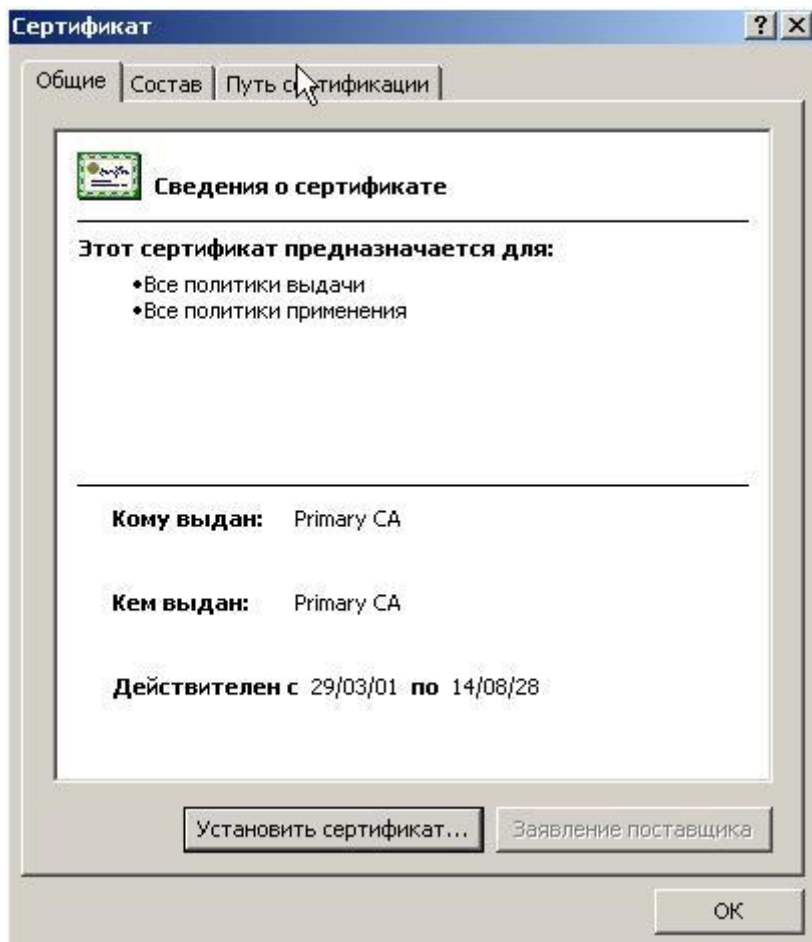 Сертификат
Общие Состав Путь сертификации
Сведения о сертификате
Этот сертификат предназначается для:
•Все политики выдачи
•Все политики применения
Кому выдан: Primary CA
Кем выдан: Primary CA
Действителен с 29/03/01 по 14/08/28
Установить сертификат... Заявление поставщика
ОК